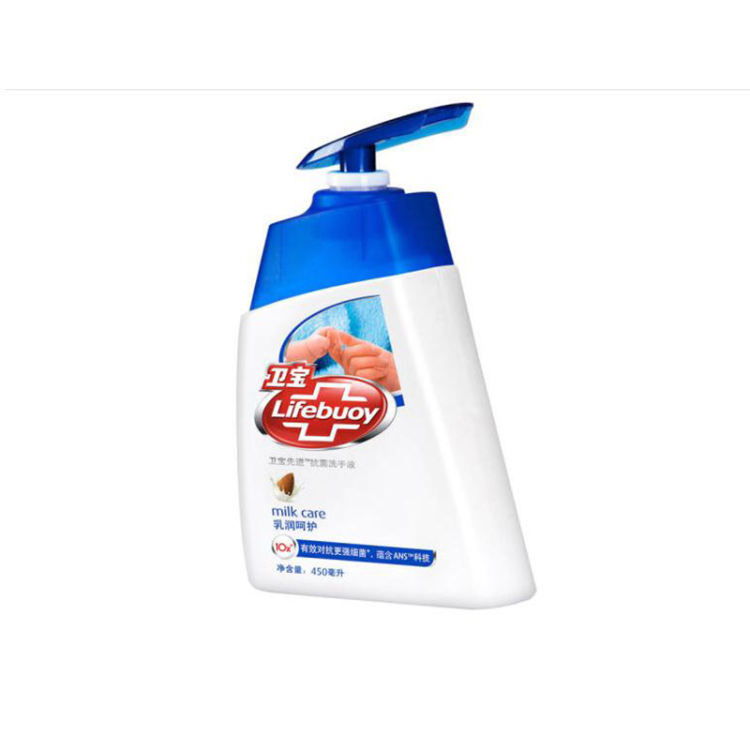 卫宝
Lifebuoy
卫宝先进™抗菌洗手液
milk care
乳润呵护
10x* 有效对抗更强细菌*，蕴含ANS™科技
净含量：450毫升